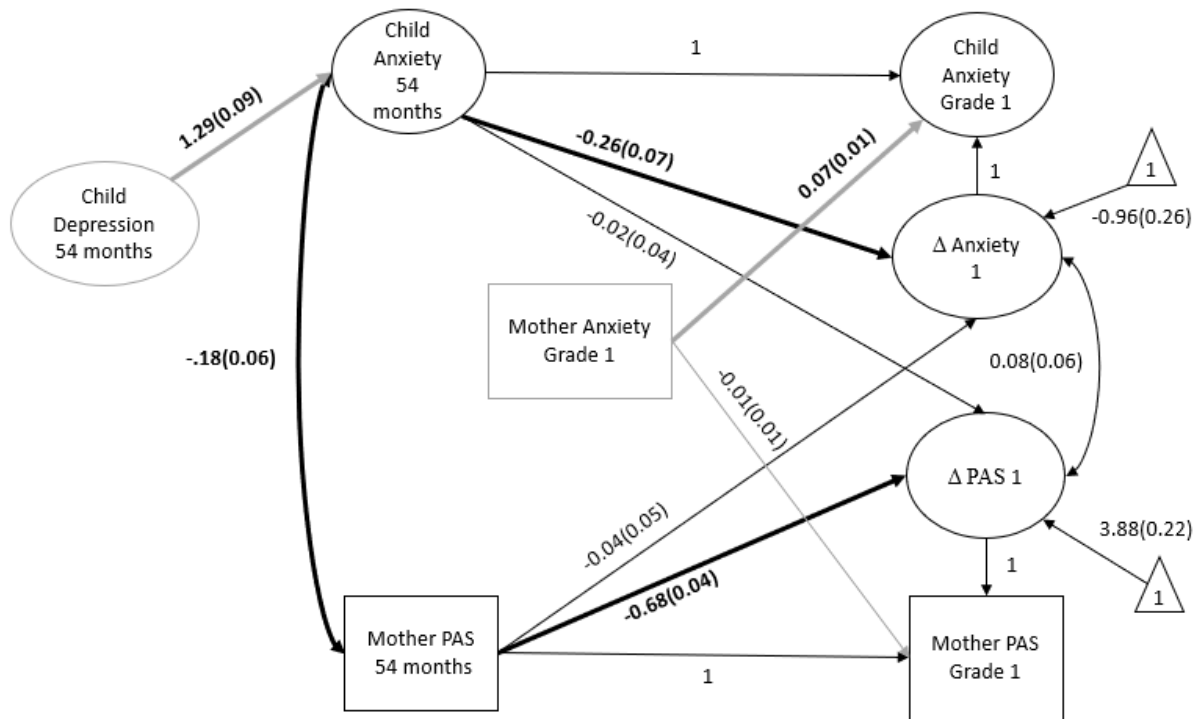 Child
Anxiety
54
months
1
Child
Anxiety
Grade 1
1.29(0.09)
-0.26(0.07)
0.07(0.01)
1
1
Child
Depression
54 months
-0.02(0.04)
-0.96(0.26)
Δ Anxiety
1
Mother Anxiety
Grade 1
-.18(0.06)
0.08(0.06)
-0.01(0.01)
Δ PAS 1
-0.04(0.05)
3.88(0.22)
-0.68(0.04)
1
1
Mother PAS
54 months
1
Mother PAS
Grade 1